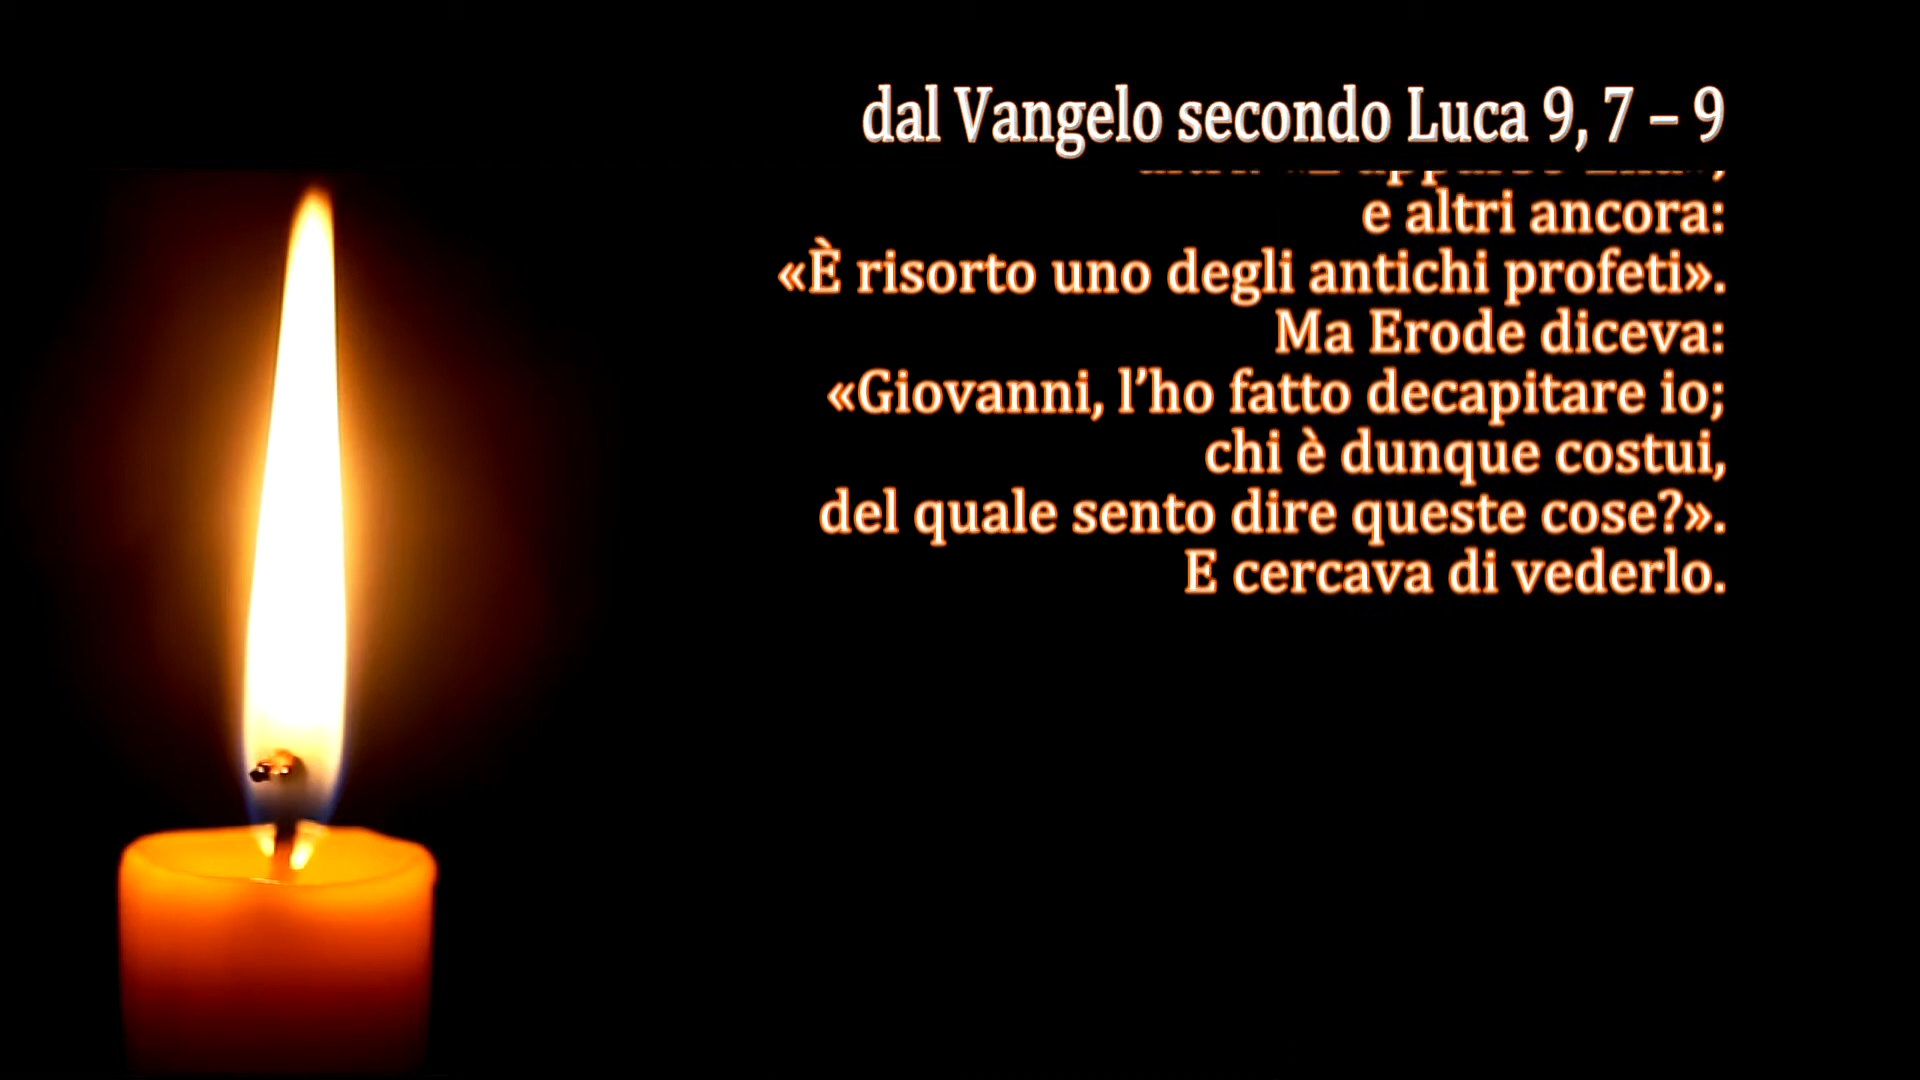 dal Vangelo secondo Luca 9, 7 – 9
e altri ancora:
«È risorto uno degli antichi profeti».
Ma Erode diceva:
«Giovanni, l’ho fatto decapitare io;
chi è dunque costui,
del quale sento dire queste cose?».
E cercava di vederlo.